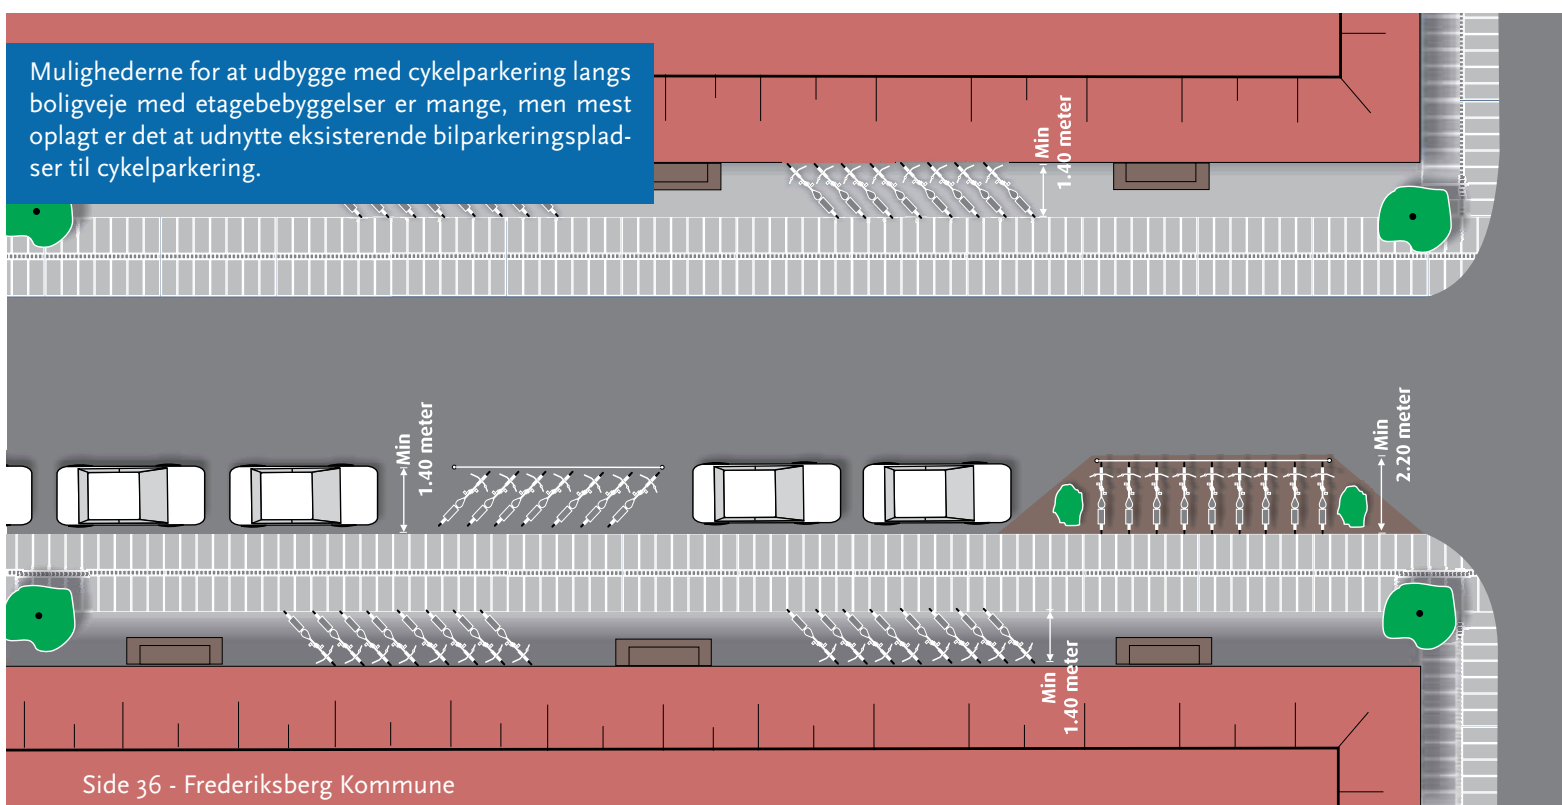 Mulighederne for at udbygge med cykelparkering langs
boligveje med etagebebyggelser er mange, men mest
oplagt er det at udnytte eksisterende bilparkeringsplad-
ser til cykelparkering.
Min
1.40 meter
Min
1.40 meter
Min
2.20 meter
Min
1.40 meter
Side 36 - Frederiksberg Kommune